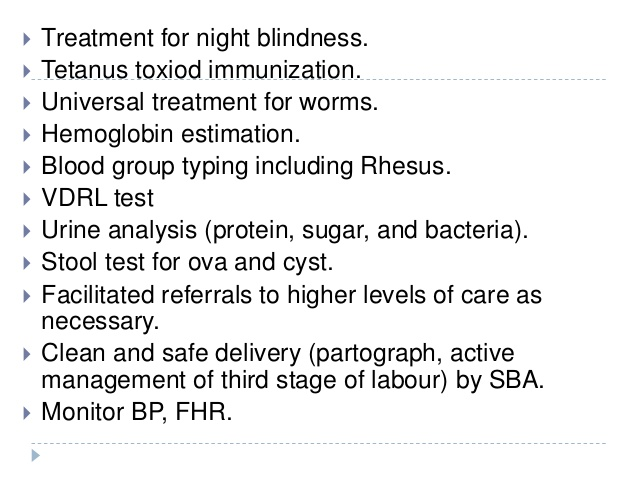 Treatment for night blindness.
Tetanus toxiod immunization.
Universal treatment for worms.
Hemoglobin estimation.
Blood group typing including Rhesus.
VDRL test
Urine analysis (protein, sugar, and bacteria).
Stool test for ova and cyst.
Facilitated referrals to higher levels of care as
necessary.
Clean and safe delivery (partograph, active
management of third stage of labour) by SBA.
Monitor BP, FHR.